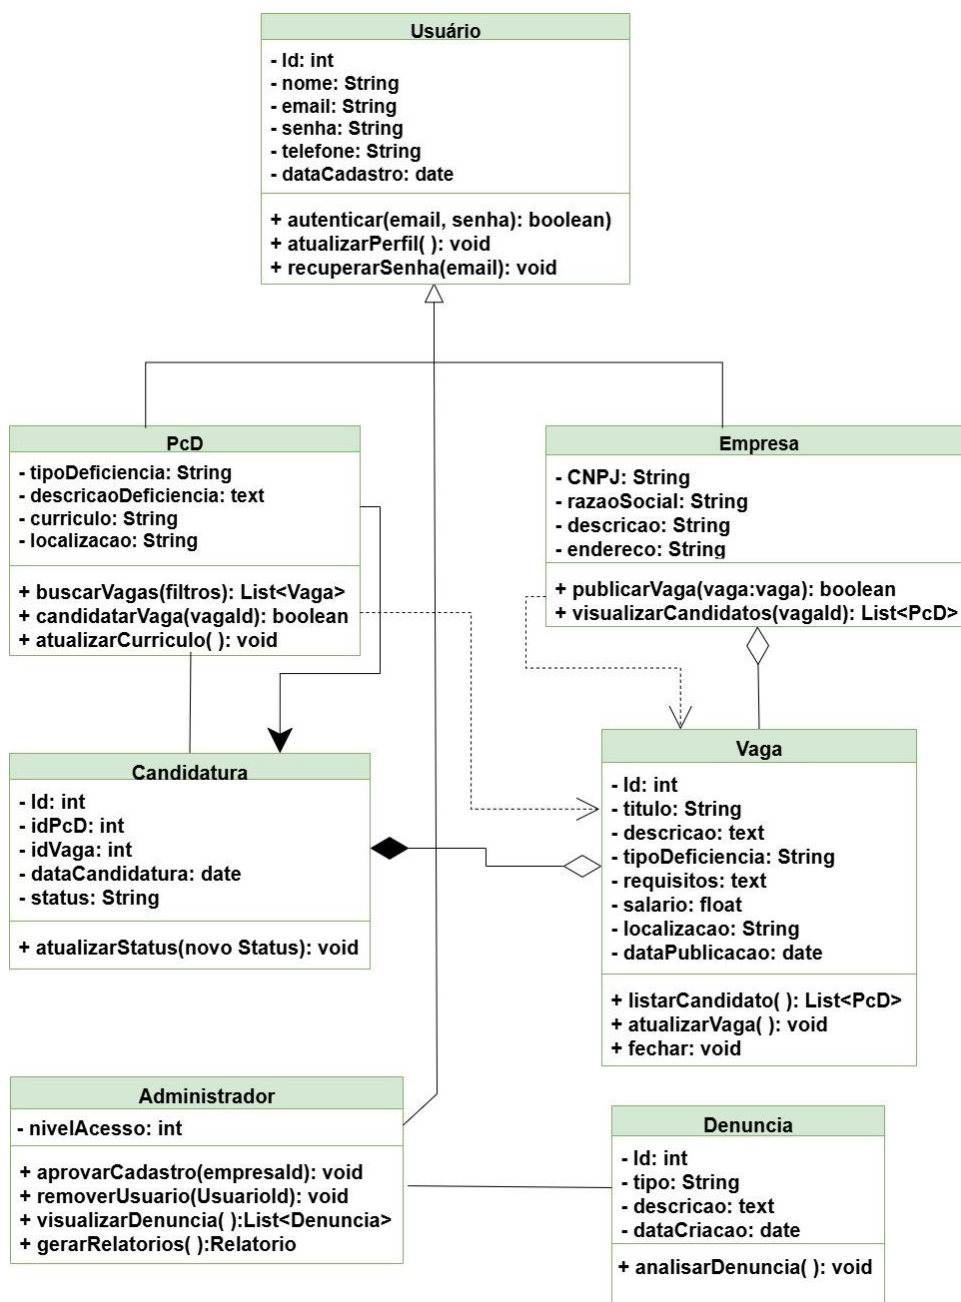 Usuário
- Id: int
- nome: String
- email: String
- senha: String
- telefone: String
- dataCadastro: date
+ autenticar(email, senha): boolean)
+ atualizarPerfil( ): void
+ recuperarSenha(email): void
PcD
- tipoDeficiencia: String
- descricaoDeficiencia: text
- curriculo: String
- localizacao: String
+ buscarVagas(filtros): List<Vaga>
+ candidatarVaga(vagaId): boolean
+ atualizarCurriculo( ): void
Empresa
- CNPJ: String
- razaoSocial: String
- descricao: String
- endereco: String
+ publicarVaga(vaga:vaga): boolean
+ visualizarCandidatos(vagaId): List<PcD>
Candidatura
- Id: int
- idPcD: int
- idVaga: int
- dataCandidatura: date
- status: String
+ atualizarStatus(novo Status): void
Vaga
- Id: int
- titulo: String
- descricao: text
- tipoDeficiencia: String
- requisitos: text
- salario: float
- localizacao: String
- dataPublicacao: date
+ listarCandidato( ): List<PcD>
+ atualizarVaga( ): void
+ fechar: void
Administrador
- nivelAcesso: int
+ aprovarCadastro(empresaId): void
+ removerUsuario(UsuarioId): void
+ visualizarDenuncia( ):List<Denuncia>
+ gerarRelatorios( ):Relatorio
Denuncia
- Id: int
- tipo: String
- descricao: text
- dataCriacao: date
+ analisarDenuncia( ): void